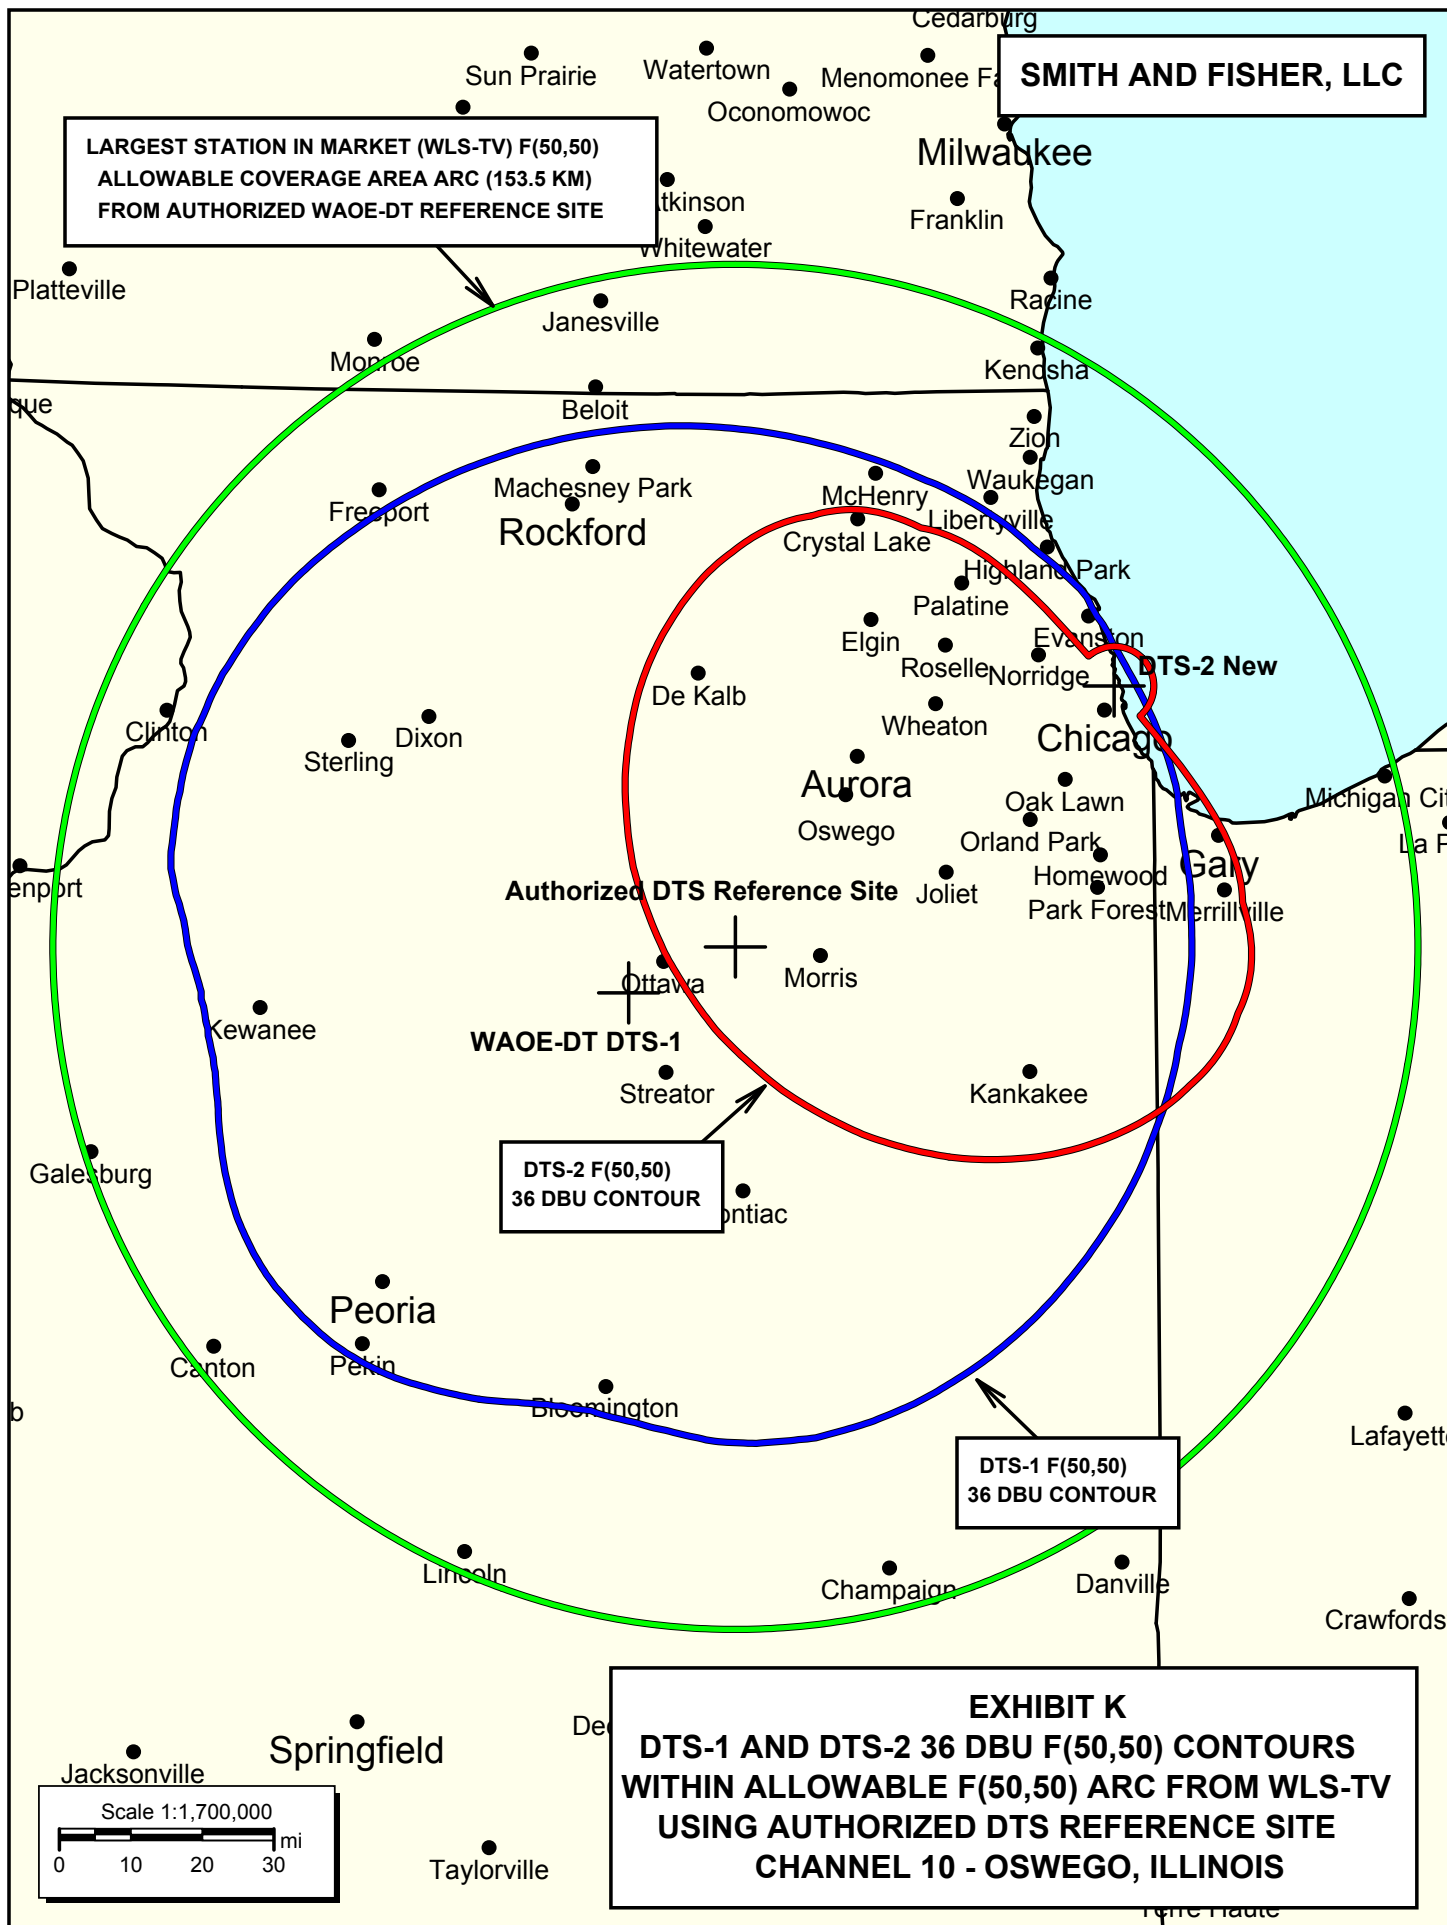 Cedarburg
Sun Prairie
Watertown
Menomonee Fa
SMITH AND FISHER, LLC
Oconomowoc
LARGEST STATION IN MARKET (WLS-TV) F(50,50)
ALLOWABLE COVERAGE AREA ARC (153.5 KM)
FROM AUTHORIZED WAOE-DT REFERENCE SITE
Milwaukee
tkinson
Franklin
Whitewater
Platteville
Racine
Janesville
Monroe
Kenosha
que
Beloit
Zion
Waukegan
Machesney Park
McHenry
Freeport
Libertyville
Rockford
Crystal Lake
Highland Park
Palatine
Elgin
Evanston
Roselle
DTS-2 New
Norridge
De Kalb
Wheaton
Clinton
Dixon
Chicago
Sterling
Aurora
Michigan Cit
Oak Lawn
Oswego
Orland Park
La P
Gary
Homewood
enport
Authorized DTS Reference Site
Joliet
Park Forest
Merrillville
Ottawa
Morris
Kewanee
WAOE-DT DTS-1
Streator
Kankakee
Galesburg
DTS-2 F(50,50)
36 DBU CONTOUR
ontiac
Peoria
Canton
Pekin
Bloomington
b
Lafayett
DTS-1 F(50,50)
36 DBU CONTOUR
Lincoln
Champaign
Danville
Crawfords
EXHIBIT K
DTS-1 AND DTS-2 36 DBU F(50,50) CONTOURS
WITHIN ALLOWABLE F(50,50) ARC FROM WLS-TV
USING AUTHORIZED DTS REFERENCE SITE
CHANNEL 10 - OSWEGO, ILLINOIS
Dec
Springfield
Jacksonville
Scale 1:1,700,000
mi
0 10 20 30
Taylorville
Terre Haute